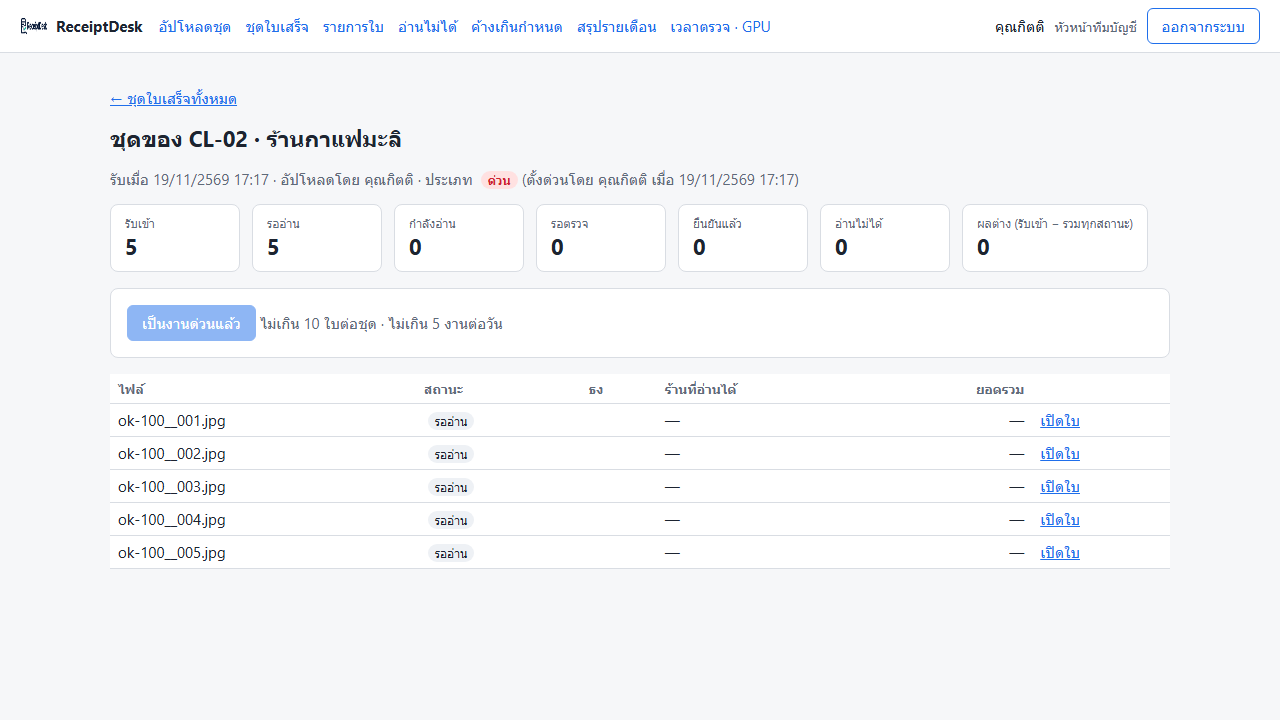 ReceiptDesk อัปโหลดชุด ชุดใบเสร็จ รายการใบ อ่านไม่ได้ ค้างเกินกำหนด สรุปรายเดือน เวลาตรวจ · GPU คุณกิตติ หัวหน้าทีมบัญชี ออกจากระบบ
← ชุดใบเสร็จทั้งหมด
ชุดของ CL-02 · ร้านกาแฟมะลิ
รับเมื่อ 19/11/2569 17:17 · อัปโหลดโดย คุณกิตติ · ประเภท ด่วน (ตั้งด่วนโดย คุณกิตติ เมื่อ 19/11/2569 17:17)
รับเข้า รออ่าน กำลังอ่าน รอตรวจ ยืนยันแล้ว อ่านไม่ได้ ผลต่าง (รับเข้า − รวมทุกสถานะ)
5 5 0 0 0 0 0
เป็นงานด่วนแล้ว ไม่เกิน 10 ใบต่อชุด · ไม่เกิน 5 งานต่อวัน
ไฟล์ สถานะ ธง ร้านที่อ่านได้ ยอดรวม
ok-100__001.jpg รออ่าน — — เปิดใบ
ok-100__002.jpg รออ่าน — — เปิดใบ
ok-100__003.jpg รออ่าน — — เปิดใบ
ok-100__004.jpg รออ่าน — — เปิดใบ
ok-100__005.jpg รออ่าน — — เปิดใบ